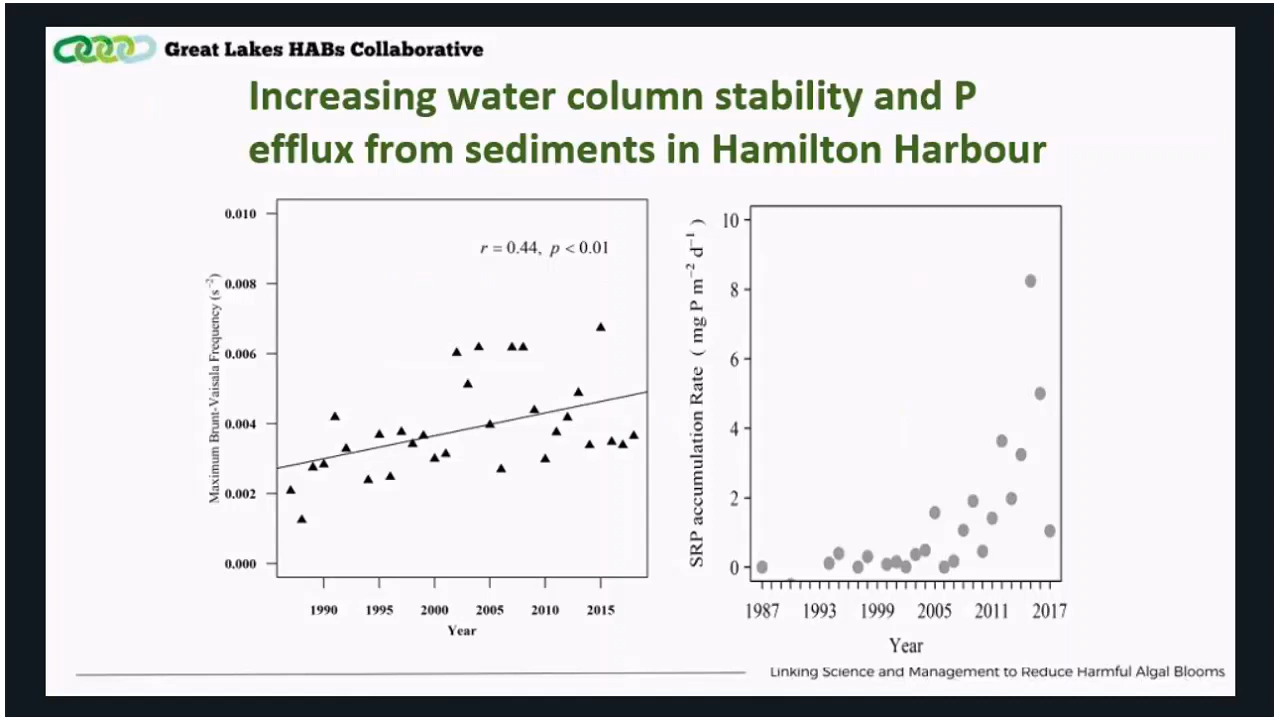 Great Lakes HABs Collaborative
Increasing water column stability and P
efflux from sediments in Hamilton Harbour
0.010
0.008
0.006
0.004
0.002
0.000
Maximum Brunt-Vaisala Frequency (s⁻²)
r = 0.44, p < 0.01
1990 1995 2000 2005 2010 2015
Year
10
8
6
4
2
0
SRP accumulation Rate ( mg P m⁻² d⁻¹ )
1987 1993 1999 2005 2011 2017
Year
Linking Science and Management to Reduce Harmful Algal Blooms